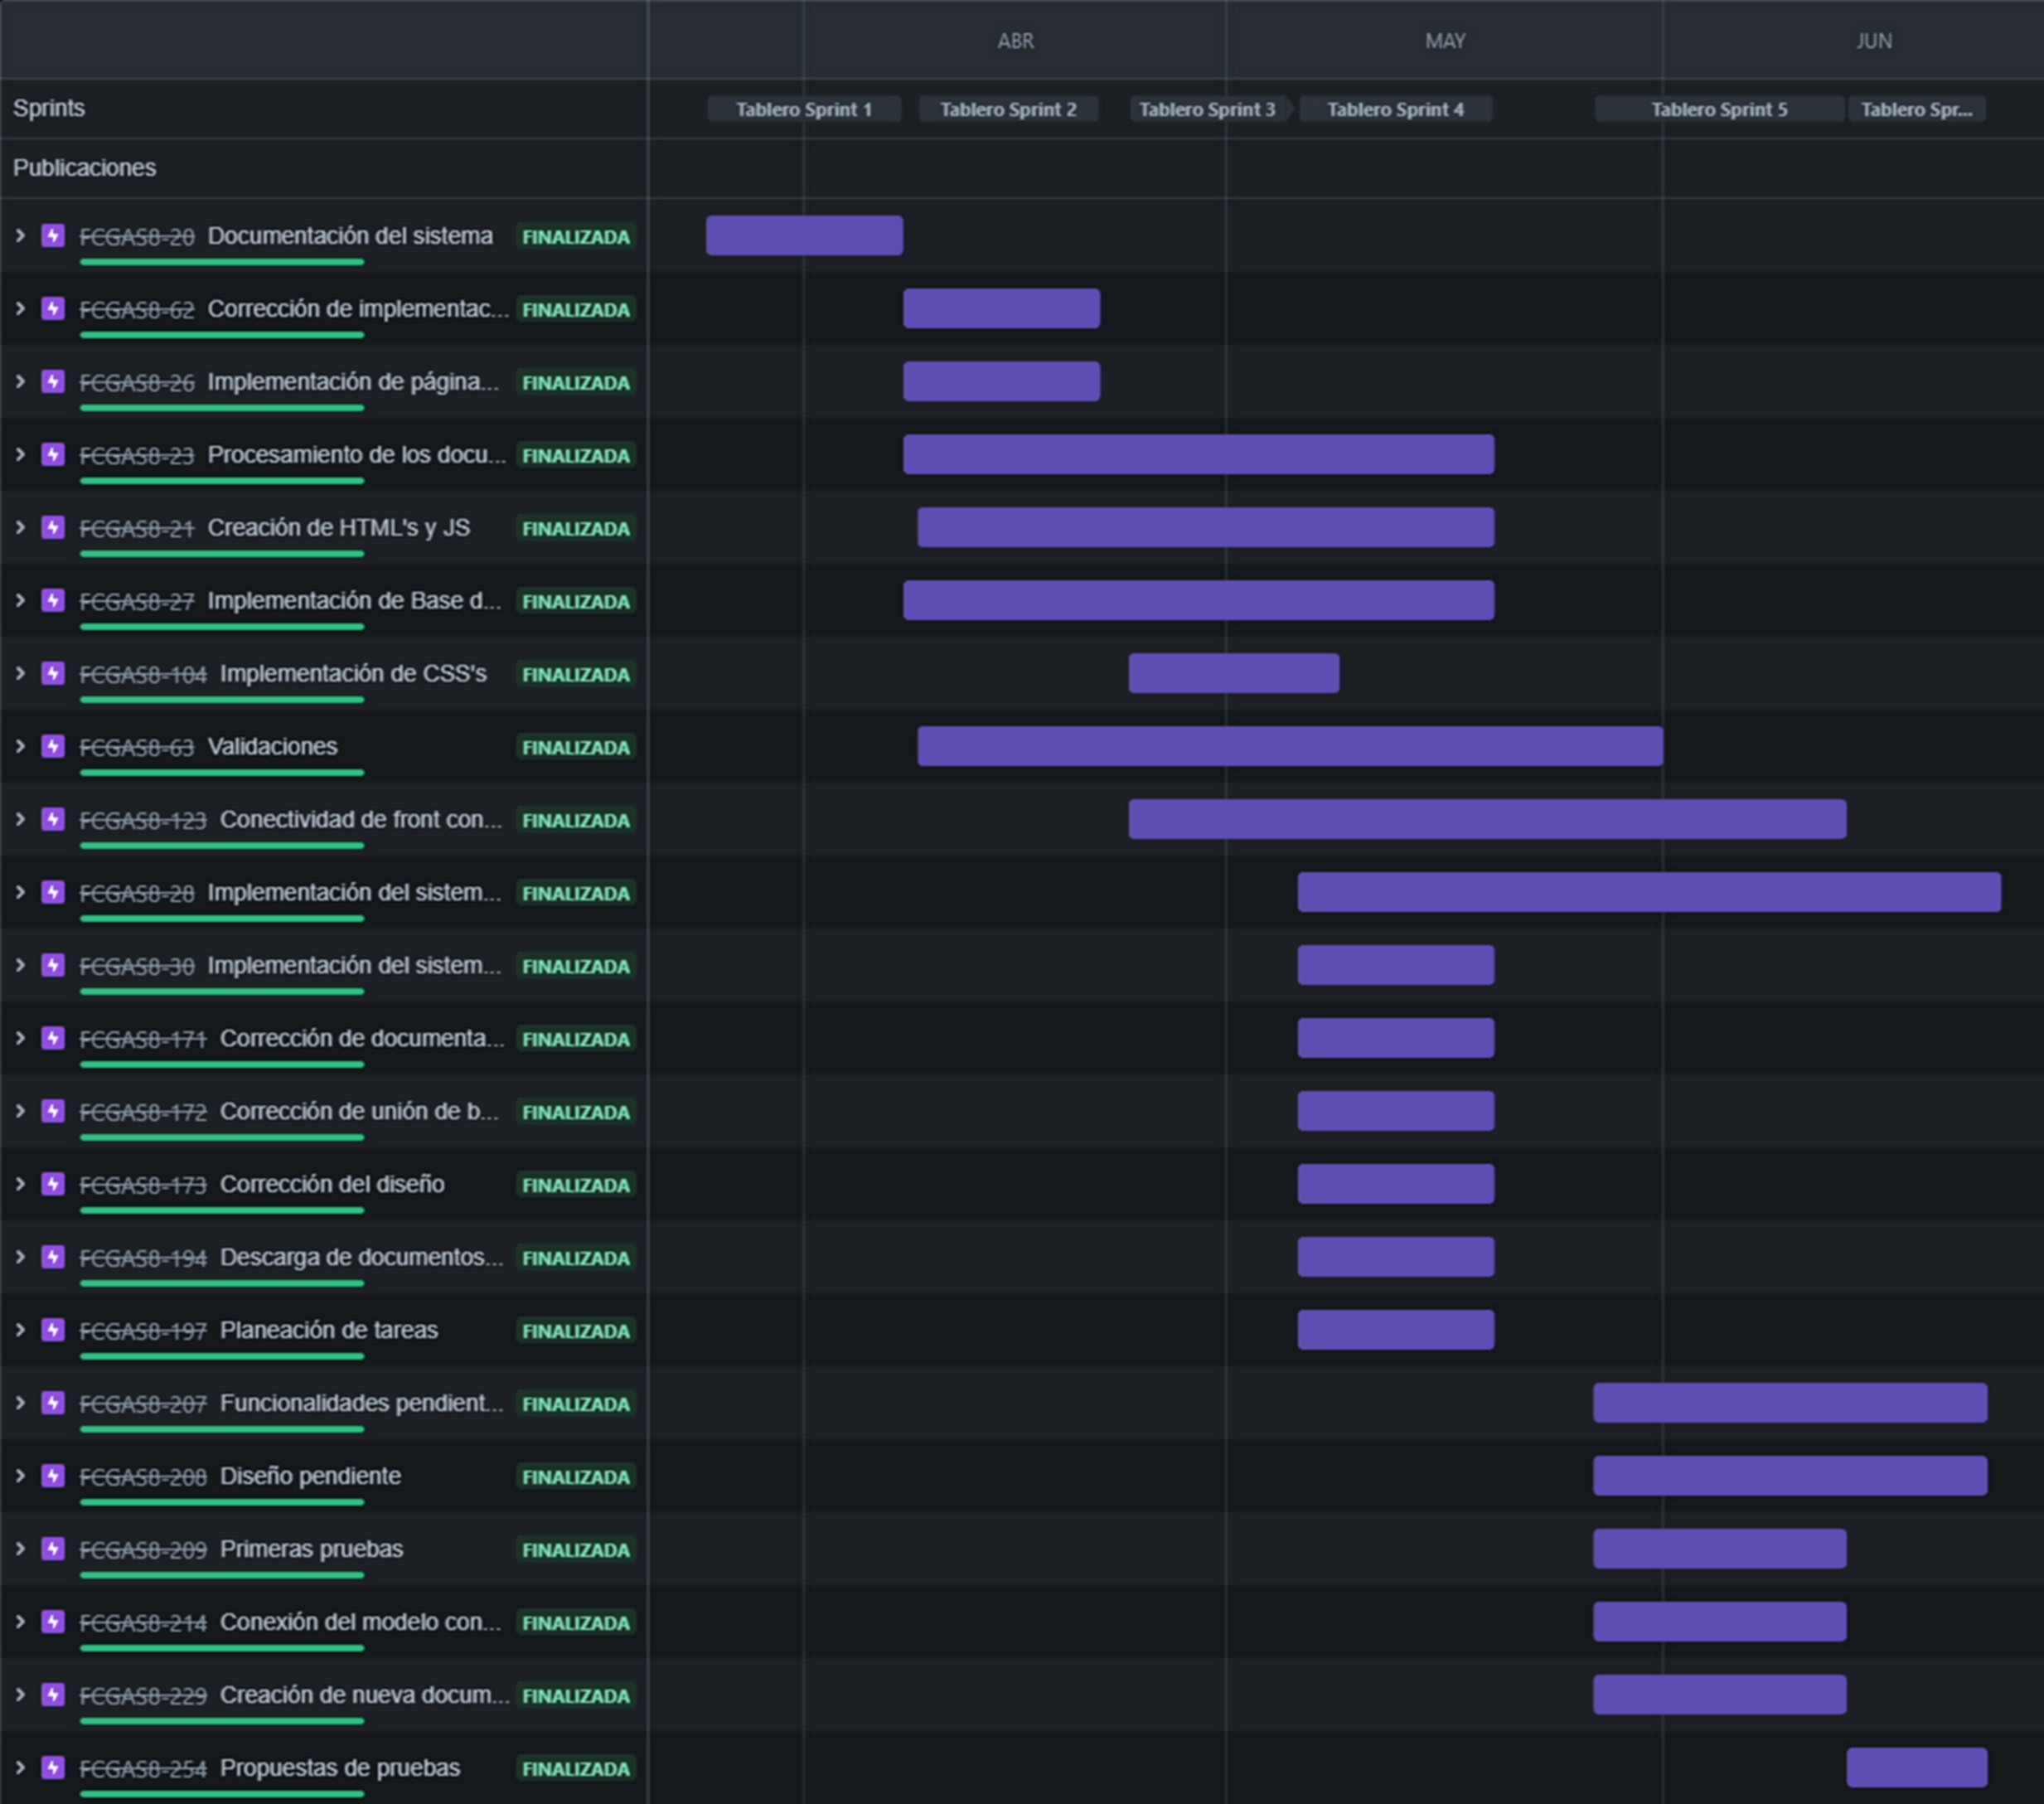 ABR MAY JUN
Sprints Tablero Sprint 1 Tablero Sprint 2 Tablero Sprint 3 Tablero Sprint 4 Tablero Sprint 5 Tablero Spr...
Publicaciones
FCGAS8-20 Documentación del sistema FINALIZADA
FCGAS8-62 Corrección de implementac... FINALIZADA
FCGAS8-26 Implementación de página... FINALIZADA
FCGAS8-23 Procesamiento de los docu... FINALIZADA
FCGAS8-21 Creación de HTML's y JS FINALIZADA
FCGAS8-27 Implementación de Base d... FINALIZADA
FCGAS8-104 Implementación de CSS's FINALIZADA
FCGAS8-63 Validaciones FINALIZADA
FCGAS8-123 Conectividad de front con... FINALIZADA
FCGAS8-28 Implementación del sistem... FINALIZADA
FCGAS8-30 Implementación del sistem... FINALIZADA
FCGAS8-171 Corrección de documenta... FINALIZADA
FCGAS8-172 Corrección de unión de b... FINALIZADA
FCGAS8-173 Corrección del diseño FINALIZADA
FCGAS8-194 Descarga de documentos... FINALIZADA
FCGAS8-197 Planeación de tareas FINALIZADA
FCGAS8-207 Funcionalidades pendient... FINALIZADA
FCGAS8-208 Diseño pendiente FINALIZADA
FCGAS8-209 Primeras pruebas FINALIZADA
FCGAS8-214 Conexión del modelo con... FINALIZADA
FCGAS8-229 Creación de nueva docum... FINALIZADA
FCGAS8-254 Propuestas de pruebas FINALIZADA